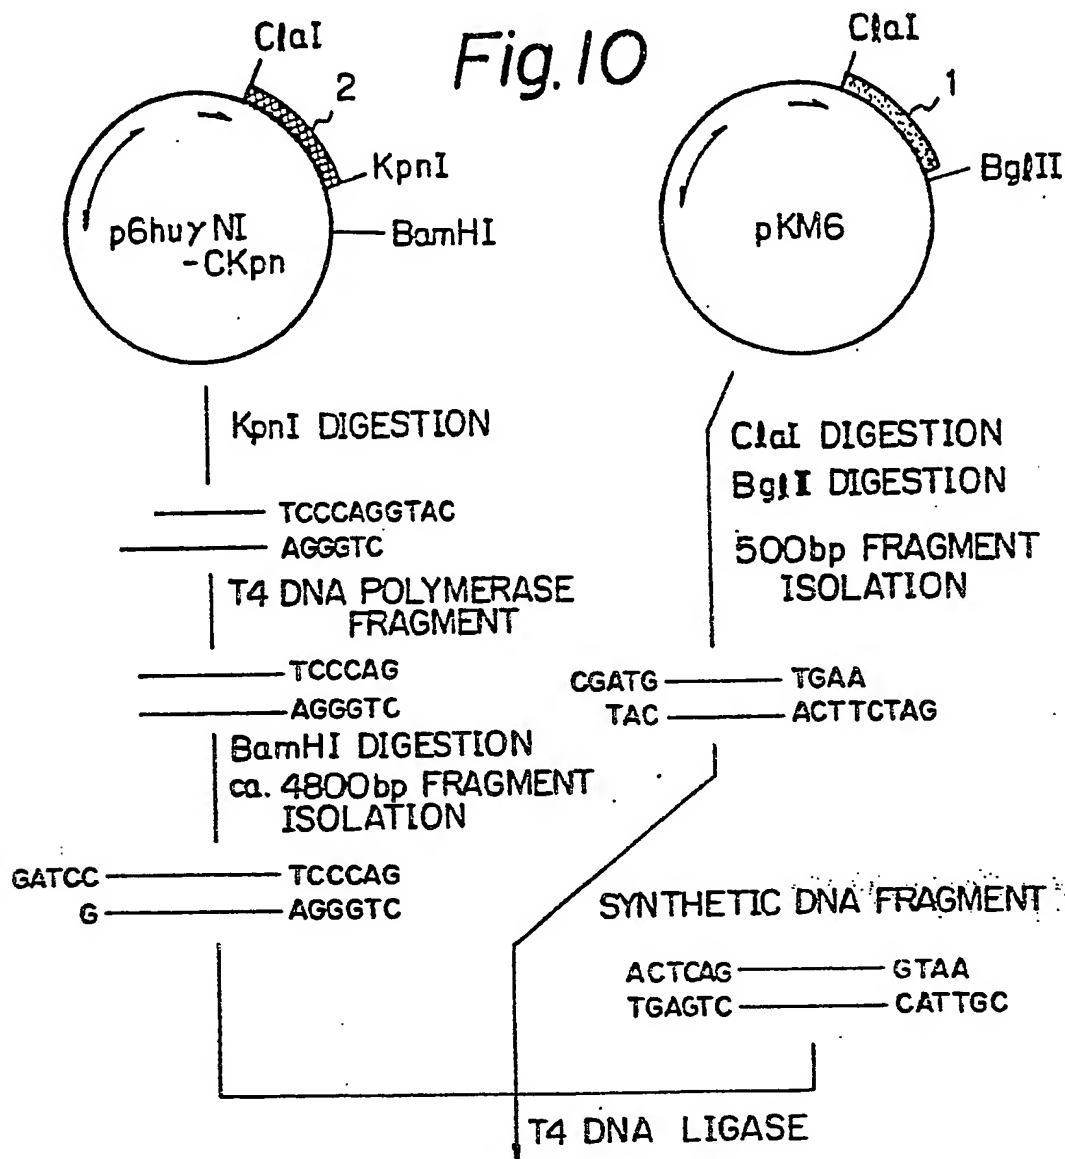 Fig. 10
ClaI
2
KpnI
BamHI
p6huγNI
-CKpn
ClaI
1
BglII
pKM6
KpnI DIGESTION
TCCCAGGTAC
AGGGTC
T4 DNA POLYMERASE
FRAGMENT
TCCCAG
AGGGTC
BamHI DIGESTION
ca. 4800bp FRAGMENT
ISOLATION
GATCC TCCCAG
G AGGGTC
ClaI DIGESTION
BglI DIGESTION
500bp FRAGMENT
ISOLATION
CGATG TGAA
TAC ACTTCTAG
SYNTHETIC DNA FRAGMENT
ACTCAG GTAA
TGAGTC CATTGC
T4 DNA LIGASE